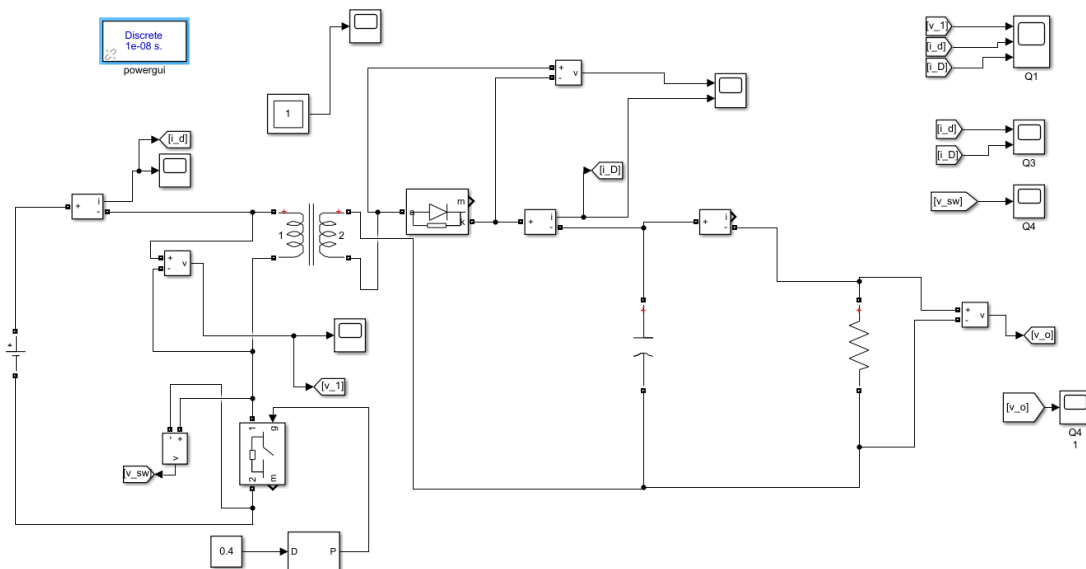 Discrete
1e-08 s.
powergui
[i_d]
i
+
-
1
+
-
v
[v_1]
[i_d]
[i_D]
Q1
[i_d]
[i_D]
Q3
[v_sw]
Q4
+
1
+
2
+
-
v
a
m
k
[i_D]
+
i
-
+
i
-
[v_1]
+
+
+
-
v
[v_o]
[v_o]
Q4
1
+
-
+
v
[v_sw]
1
g
2
m
0.4
D
P